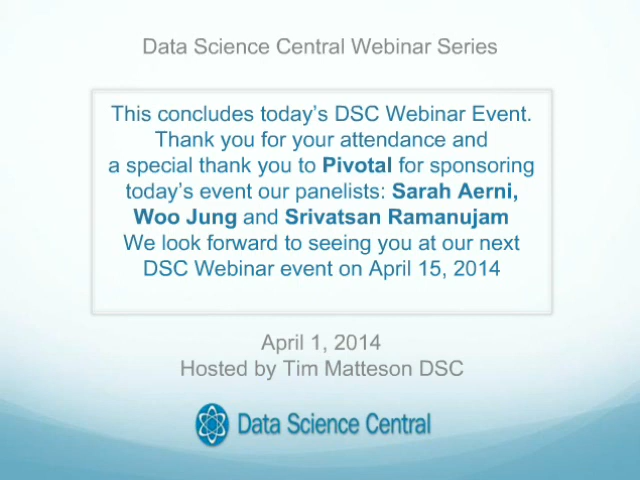 Data Science Central Webinar Series
This concludes today's DSC Webinar Event.
Thank you for your attendance and
a special thank you to Pivotal for sponsoring
today's event our panelists: Sarah Aerni,
Woo Jung and Srivatsan Ramanujam
We look forward to seeing you at our next
DSC Webinar event on April 15, 2014
April 1, 2014
Hosted by Tim Matteson DSC
Data Science Central